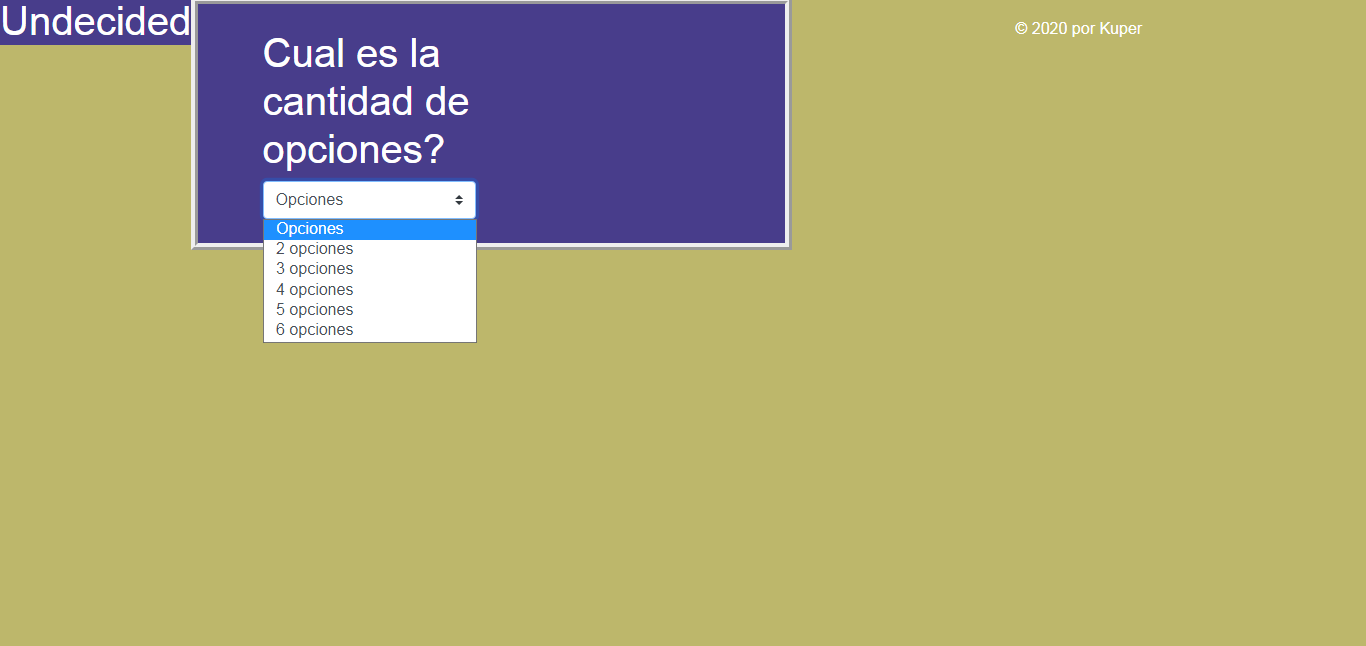 Undecided
Cual es la
cantidad de
opciones?
Opciones
Opciones
2 opciones
3 opciones
4 opciones
5 opciones
6 opciones
© 2020 por Kuper